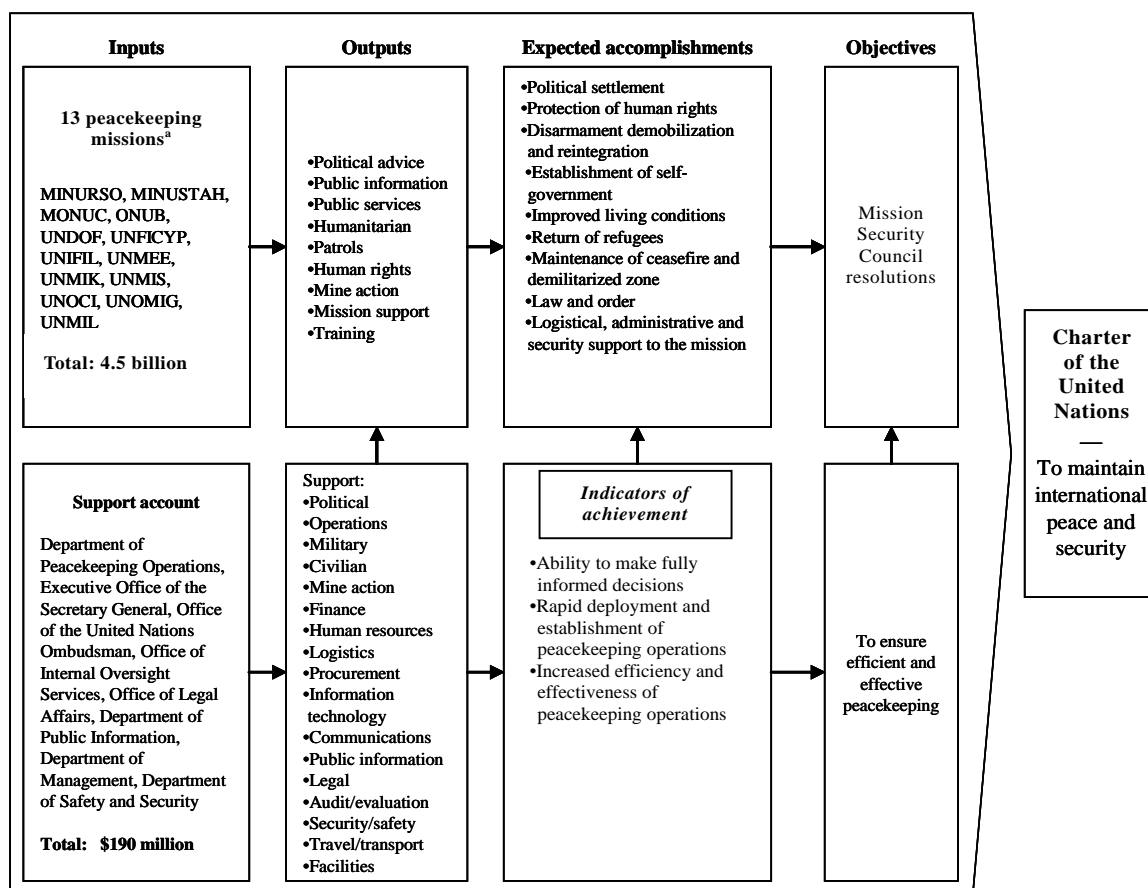 Inputs
Outputs
Expected accomplishments
Objectives
13 peacekeeping
missionsa
MINURSO, MINUSTAH,
MONUC, ONUB,
UNDOF, UNFICYP,
UNIFIL, UNMEE,
UNMIK, UNMIS,
UNOCI, UNOMIG,
UNMIL
Total: 4.5 billion
•Political advice
•Public information
•Public services
•Humanitarian
•Patrols
•Human rights
•Mine action
•Mission support
•Training
•Political settlement
•Protection of human rights
•Disarmament demobilization
and reintegration
•Establishment of self-
government
•Improved living conditions
•Return of refugees
•Maintenance of ceasefire and
demilitarized zone
•Law and order
•Logistical, administrative and
security support to the mission
Mission
Security
Council
resolutions
Support account
Department of
Peacekeeping Operations,
Executive Office of the
Secretary General, Office
of the United Nations
Ombudsman, Office of
Internal Oversight
Services, Office of Legal
Affairs, Department of
Public Information,
Department of
Management, Department
of Safety and Security
Total: $190 million
Support:
•Political
•Operations
•Military
•Civilian
•Mine action
•Finance
•Human resources
•Logistics
•Procurement
•Information
technology
•Communications
•Public information
•Legal
•Audit/evaluation
•Security/safety
•Travel/transport
•Facilities
Indicators of
achievement
•Ability to make fully
informed decisions
•Rapid deployment and
establishment of
peacekeeping operations
•Increased efficiency and
effectiveness of
peacekeeping operations
To ensure
efficient and
effective
peacekeeping
Charter
of the
United
Nations
—
To maintain
international
peace and
security